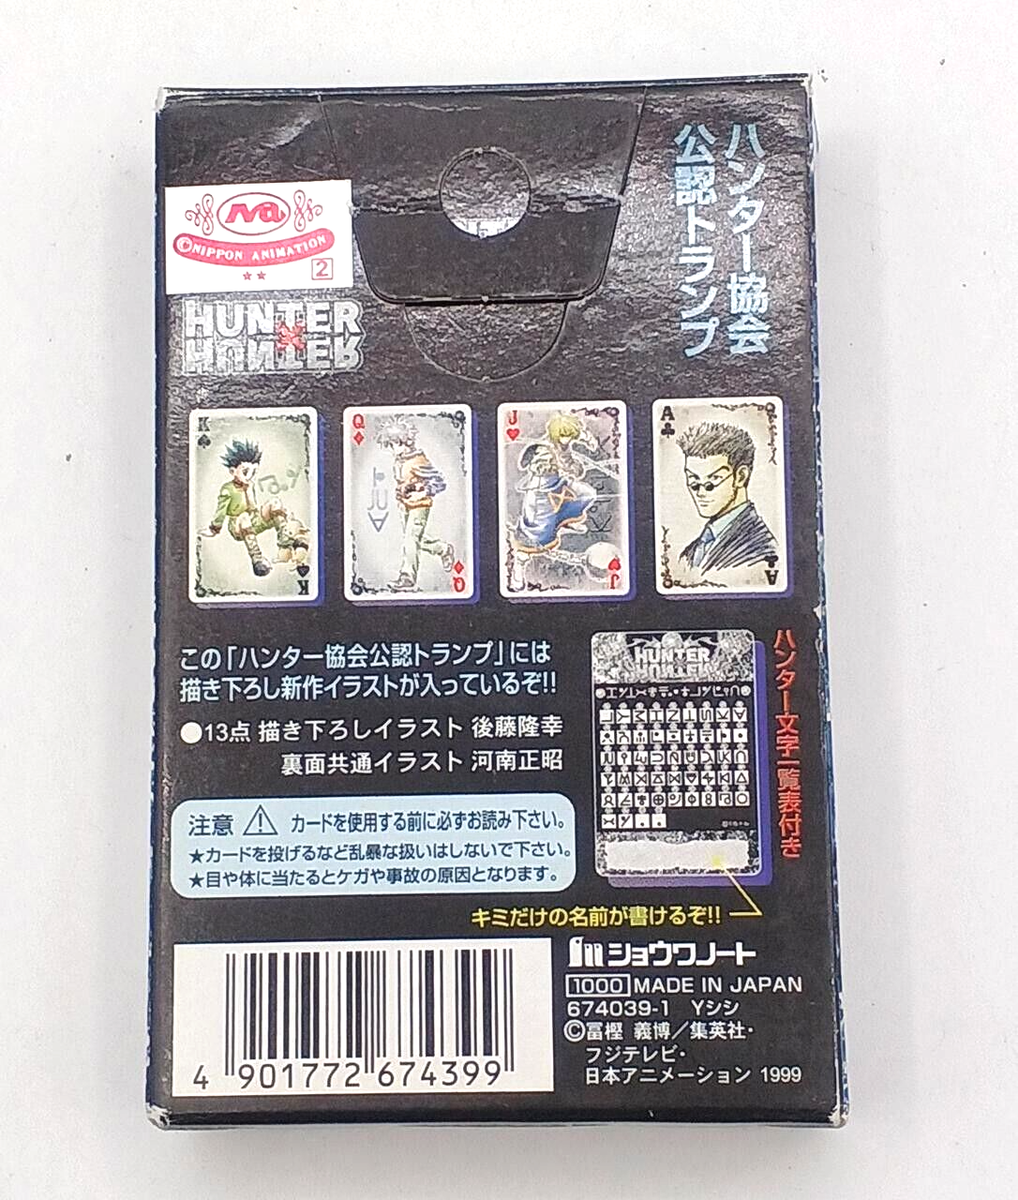 ハンター協会
公認トランプ
Na
©NIPPON ANIMATION
★★
2
HUNTER
×
HUNTER
K
K
Q
Q
J
J
A
A
この「ハンター協会公認トランプ」には
描き下ろし新作イラストが入っているぞ!!
●13点 描き下ろしイラスト 後藤隆幸
裏面共通イラスト 河南正昭
HUNTER
HUNTER
ハンター文字一覧表付き
注意 ⚠ カードを使用する前に必ずお読み下さい。
★カードを投げるなど乱暴な扱いはしないで下さい。
★目や体に当たるとケガや事故の原因となります。
キミだけの名前が書けるぞ!!
ショウワノート
1000 MADE IN JAPAN
674039-1 Yシシ
©冨樫 義博/集英社・
フジテレビ・
日本アニメーション 1999
4 901772 674399